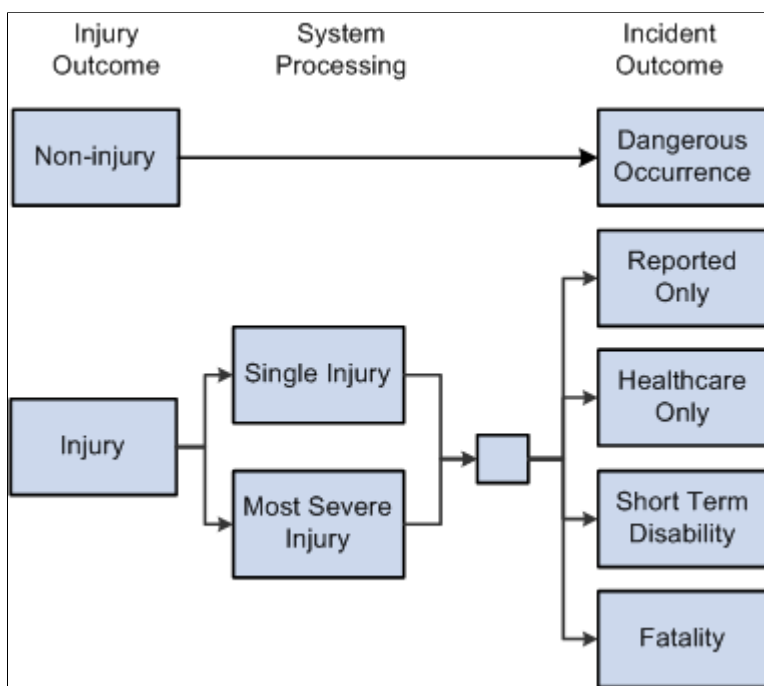 Injury
Outcome
System
Processing
Incident
Outcome
Non-injury
Dangerous
Occurrence
Reported
Only
Single Injury
Healthcare
Only
Injury
Most Severe
Injury
Short Term
Disability
Fatality